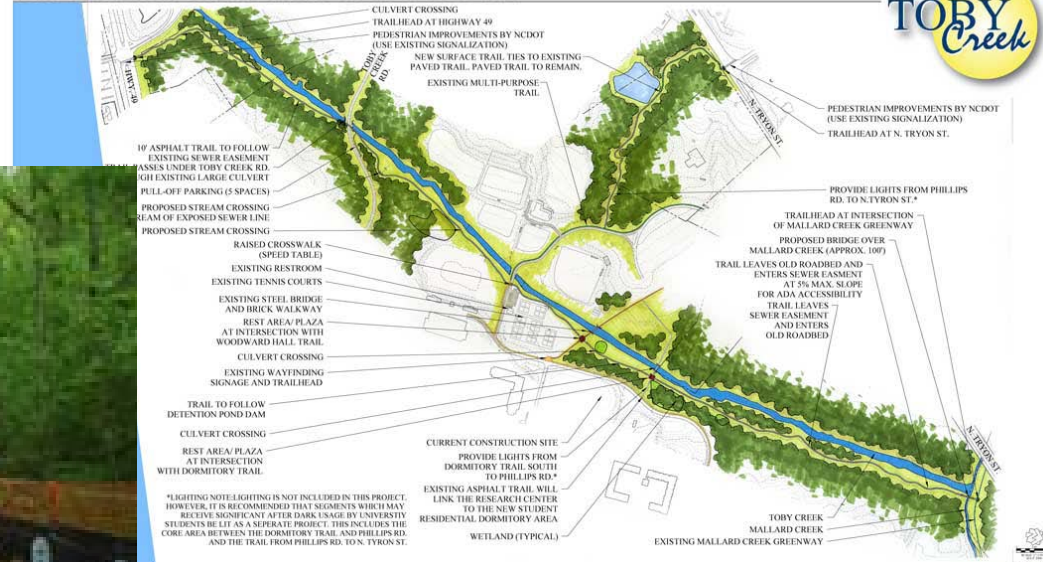 TOBY
Creek
CULVERT CROSSING
TRAILHEAD AT HIGHWAY 49
PEDESTRIAN IMPROVEMENTS BY NCDOT
(USE EXISTING SIGNALIZATION)
NEW SURFACE TRAIL TIES TO EXISTING
PAVED TRAIL. PAVED TRAIL TO REMAIN.
EXISTING MULTI-PURPOSE
TRAIL
TOBY
CREEK
RD.
HWY. 49
N. TRYON ST.
PEDESTRIAN IMPROVEMENTS BY NCDOT
(USE EXISTING SIGNALIZATION)
TRAILHEAD AT N. TRYON ST.
10' ASPHALT TRAIL TO FOLLOW
EXISTING SEWER EASEMENT
PASSES UNDER TOBY CREEK RD.
EXISTING LARGE CULVERT
PULL-OFF PARKING (5 SPACES)
PROPOSED STREAM CROSSING
OF EXPOSED SEWER LINE
PROPOSED STREAM CROSSING
RAISED CROSSWALK
(SPEED TABLE)
EXISTING RESTROOM
EXISTING TENNIS COURTS
EXISTING STEEL BRIDGE
AND BRICK WALKWAY
REST AREA/ PLAZA
AT INTERSECTION WITH
WOODWARD HALL TRAIL
CULVERT CROSSING
EXISTING WAYFINDING
SIGNAGE AND TRAILHEAD
TRAIL TO FOLLOW
DETENTION POND DAM
CULVERT CROSSING
REST AREA/ PLAZA
AT INTERSECTION
WITH DORMITORY TRAIL
PROVIDE LIGHTS FROM PHILLIPS
RD. TO N.TYRON ST.*
TRAILHEAD AT INTERSECTION
OF MALLARD CREEK GREENWAY
PROPOSED BRIDGE OVER
MALLARD CREEK (APPROX. 100')
TRAIL LEAVES OLD ROADBED AND
ENTERS SEWER EASMENT
AT 5% MAX. SLOPE
FOR ADA ACCESSIBILITY
TRAIL LEAVES
SEWER EASEMENT
AND ENTERS
OLD ROADBED
CURRENT CONSTRUCTION SITE
PROVIDE LIGHTS FROM
DORMITORY TRAIL SOUTH
TO PHILLIPS RD.*
EXISTING ASPHALT TRAIL WILL
LINK THE RESEARCH CENTER
TO THE NEW STUDENT
RESIDENTIAL DORMITORY AREA
WETLAND (TYPICAL)
N. TRYON ST.
TOBY CREEK
MALLARD CREEK
EXISTING MALLARD CREEK GREENWAY
*LIGHTING NOTE:LIGHTING IS NOT INCLUDED IN THIS PROJECT.
HOWEVER, IT IS RECOMMENDED THAT SEGMENTS WHICH MAY
RECEIVE SIGNIFICANT AFTER DARK USAGE BY UNIVERSTIY
STUDENTS BE LIT AS A SEPERATE PROJECT. THIS INCLUDES THE
CORE AREA BETWEEN THE DORMITORY TRAIL AND PHILLIPS RD.
AND THE TRAIL FROM PHILLIPS RD. TO N. TYRON ST.